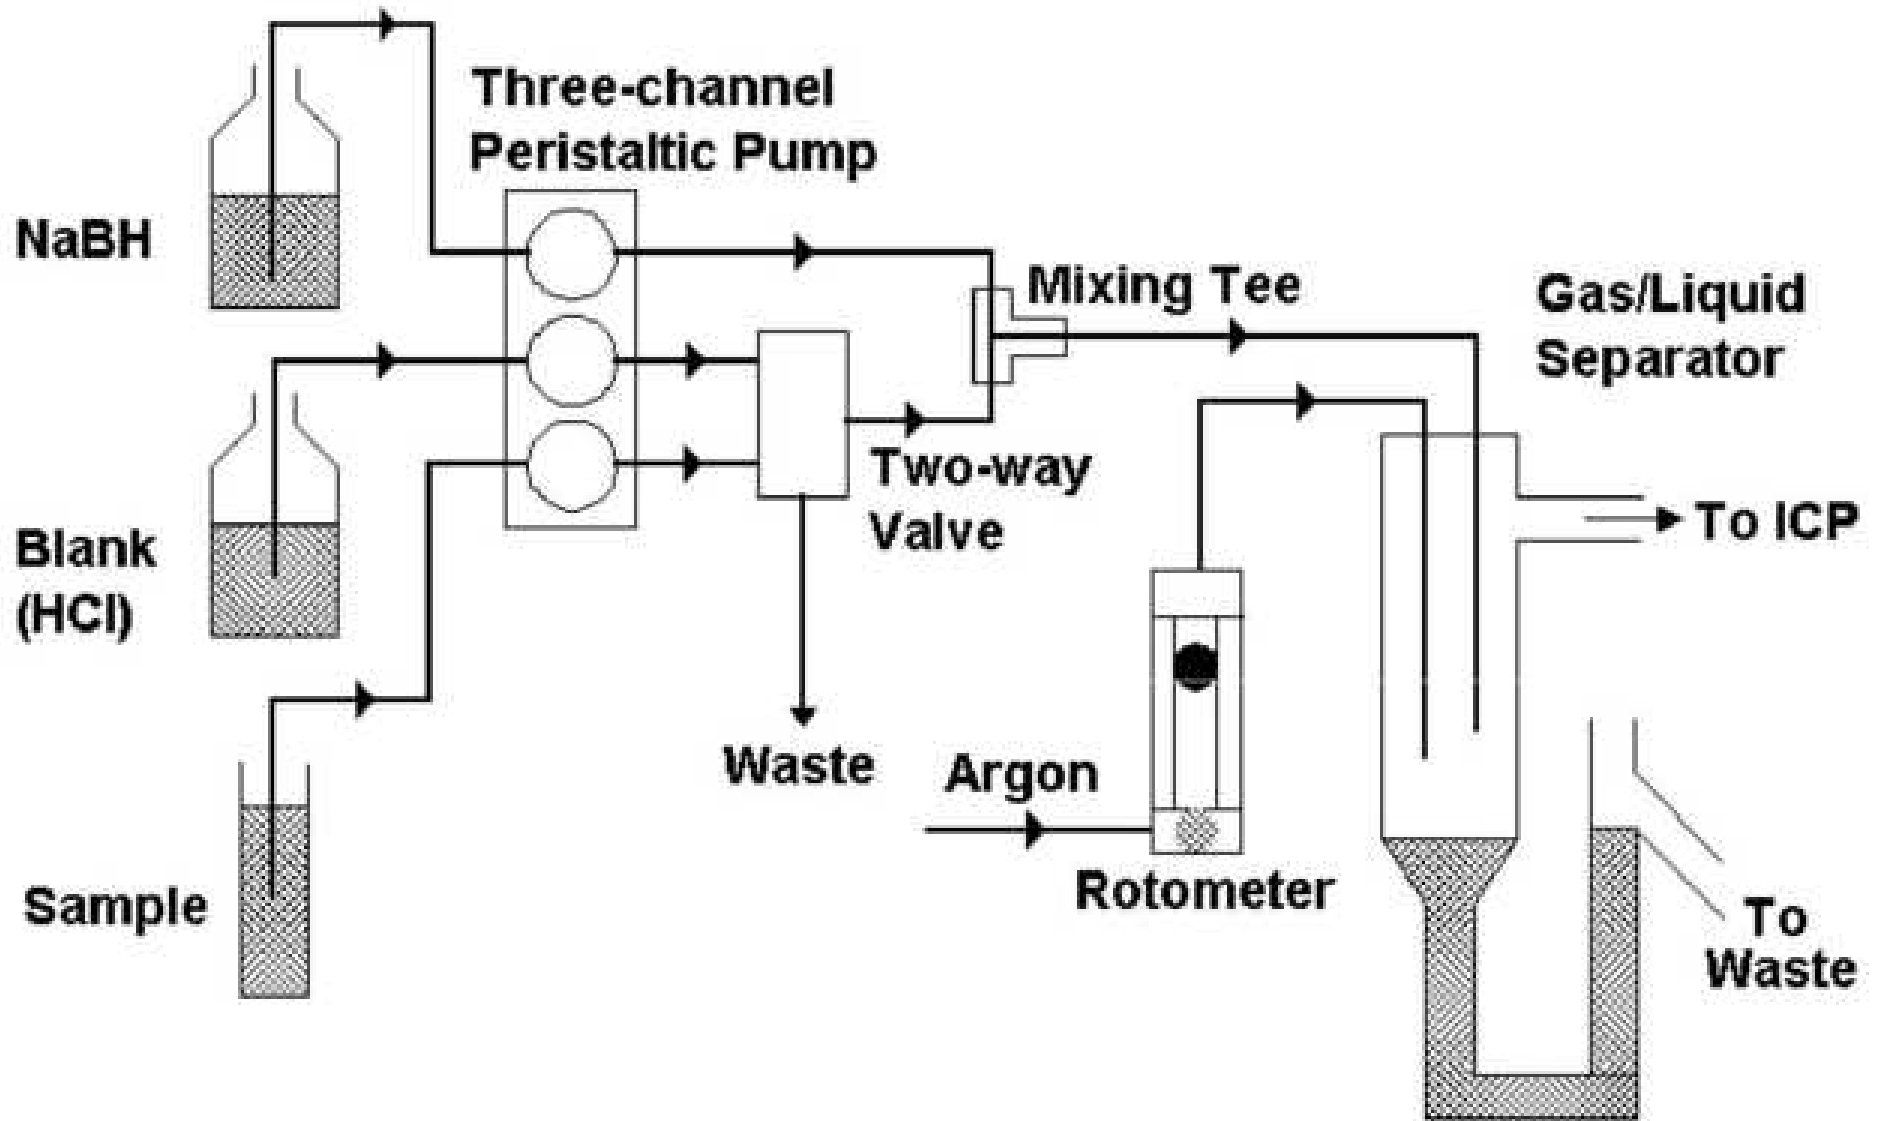 Three-channel
Peristaltic Pump
NaBH
Mixing Tee
Gas/Liquid
Separator
Two-way
Valve
To ICP
Blank
(HCl)
Waste
Argon
Rotometer
Sample
To
Waste